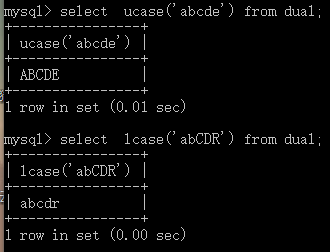 mysql> select  ucase('abcde') from dual;
+----------------+
| ucase('abcde') |
+----------------+
| ABCDE          |
+----------------+
1 row in set (0.01 sec)
mysql> select  lcase('abCDR') from dual;
+----------------+
| lcase('abCDR') |
+----------------+
| abcdr          |
+----------------+
1 row in set (0.00 sec)